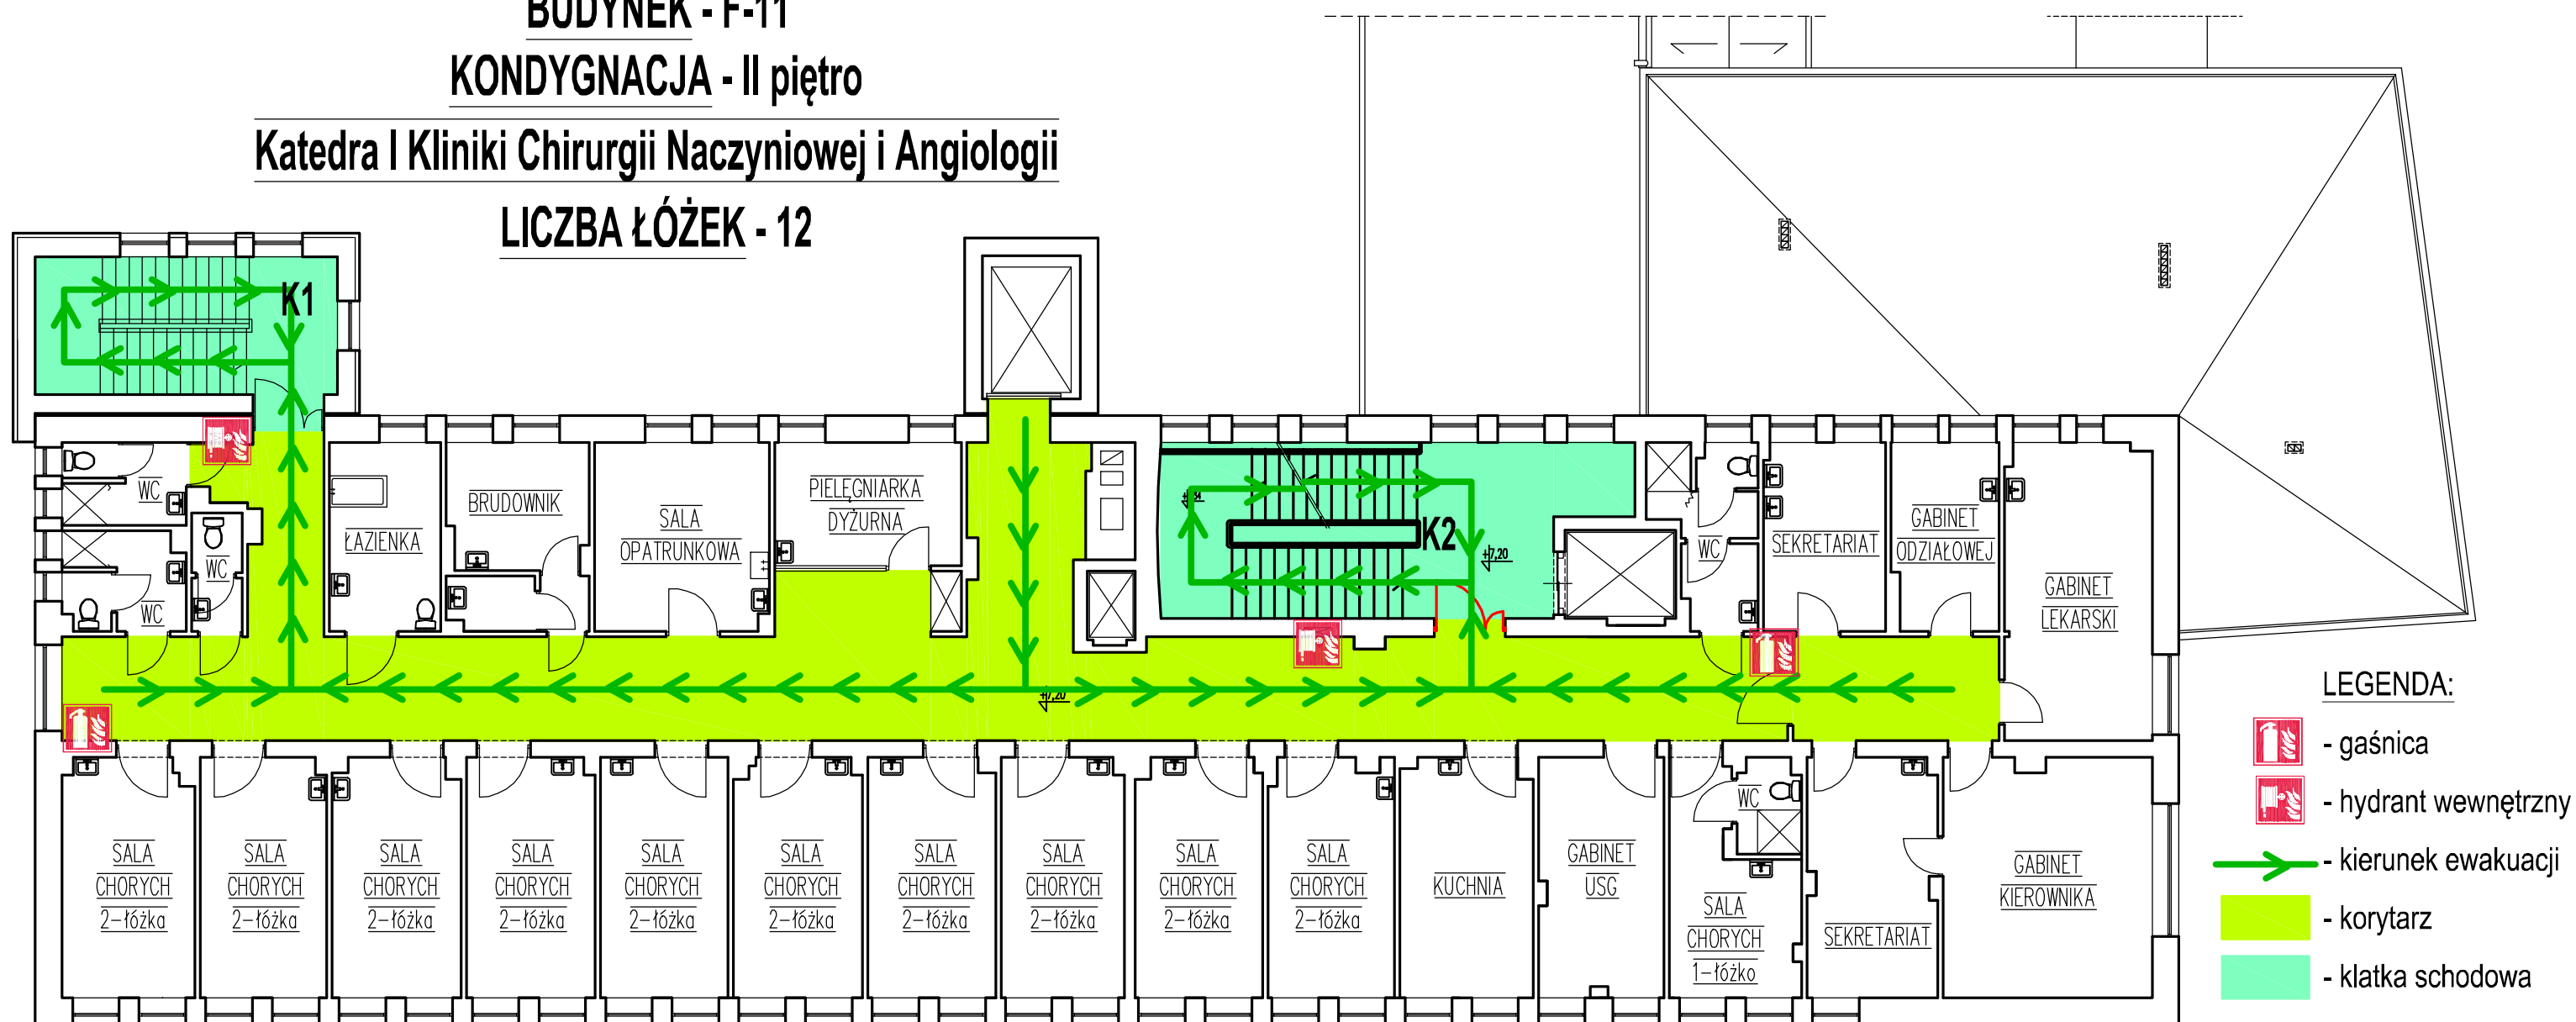 BUDYNEK - F-11
KONDYGNACJA - II piętro
Katedra I Kliniki Chirurgii Naczyniowej i Angiologii
LICZBA ŁÓŻEK - 12
K1
WC
WC
WC
ŁAZIENKA
BRUDOWNIK
SALA
OPATRUNKOWA
PIELĘGNIARKA
DYŻURNA
K2
+7,20
WC
SEKRETARIAT
GABINET
ODZIAŁOWEJ
GABINET
LEKARSKI
+7,20
SALA
CHORYCH
2-łóżka
SALA
CHORYCH
2-łóżka
SALA
CHORYCH
2-łóżka
SALA
CHORYCH
2-łóżka
SALA
CHORYCH
2-łóżka
SALA
CHORYCH
2-łóżka
SALA
CHORYCH
2-łóżka
SALA
CHORYCH
2-łóżka
SALA
CHORYCH
2-łóżka
SALA
CHORYCH
2-łóżka
KUCHNIA
GABINET
USG
WC
SALA
CHORYCH
1-łóżko
SEKRETARIAT
GABINET
KIEROWNIKA
LEGENDA:
- gaśnica
- hydrant wewnętrzny
- kierunek ewakuacji
- korytarz
- klatka schodowa